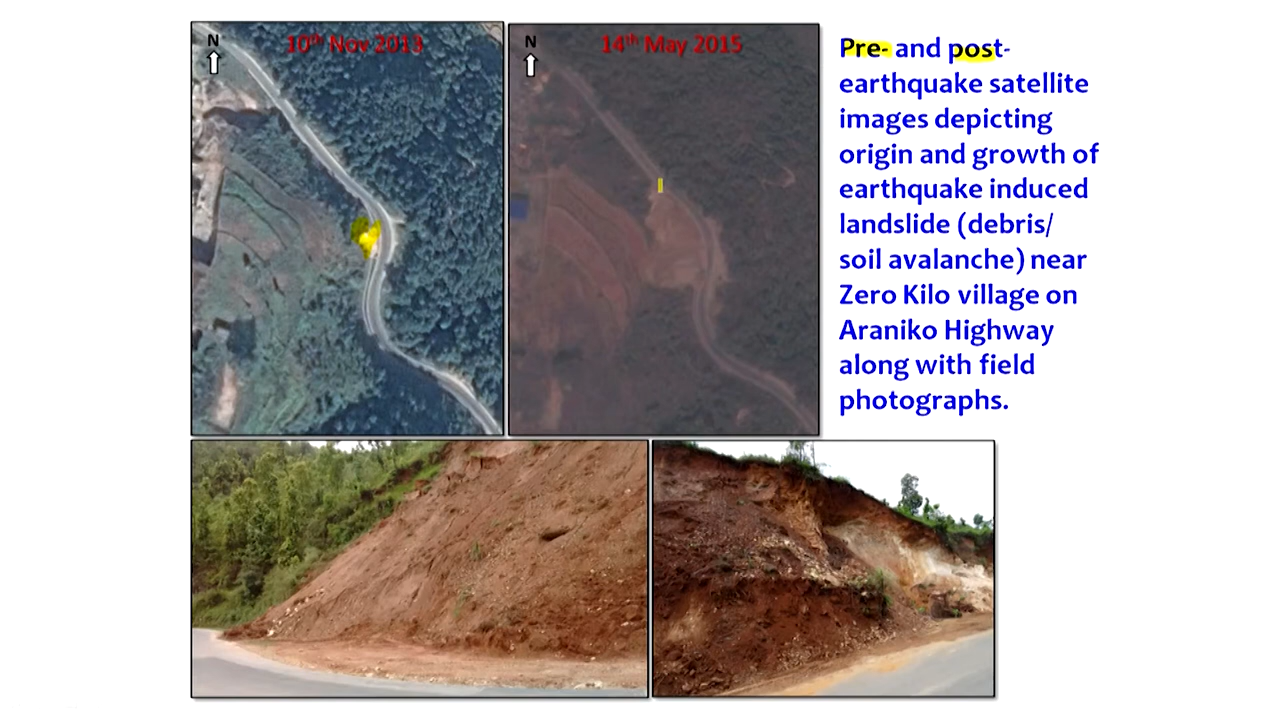 N
10th Nov 2013
N
14th May 2015
Pre- and post-
earthquake satellite
images depicting
origin and growth of
earthquake induced
landslide (debris/
soil avalanche) near
Zero Kilo village on
Araniko Highway
along with field
photographs.